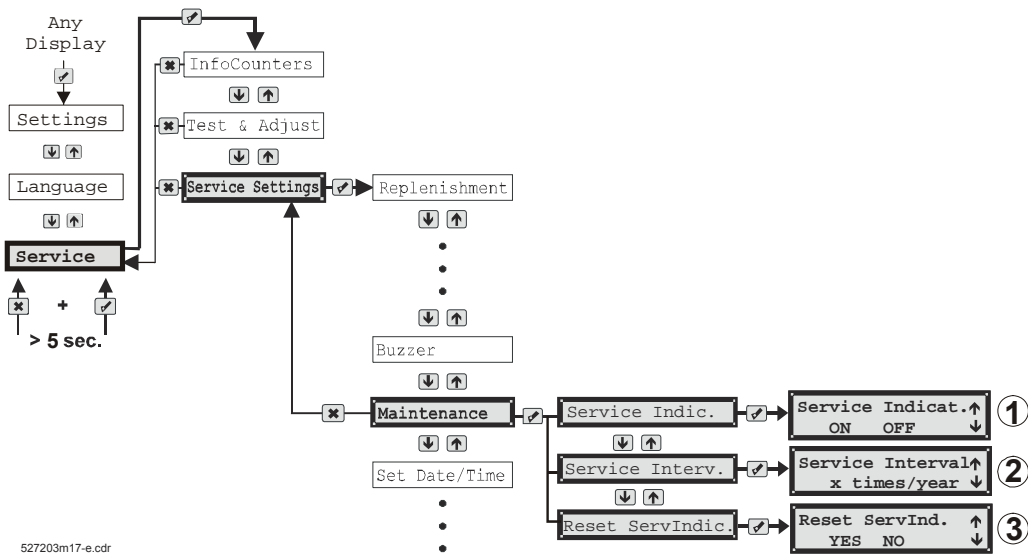 Any
Display
Settings
Language
Service
+
> 5 sec.
InfoCounters
Test & Adjust
Service Settings
Replenishment
Buzzer
Maintenance
Set Date/Time
Service Indic.
Service Interv.
Reset ServIndic.
Service Indicat.
ON OFF
1
Service Interval
x times/year
2
Reset ServInd.
YES NO
3
527203m17-e.cdr